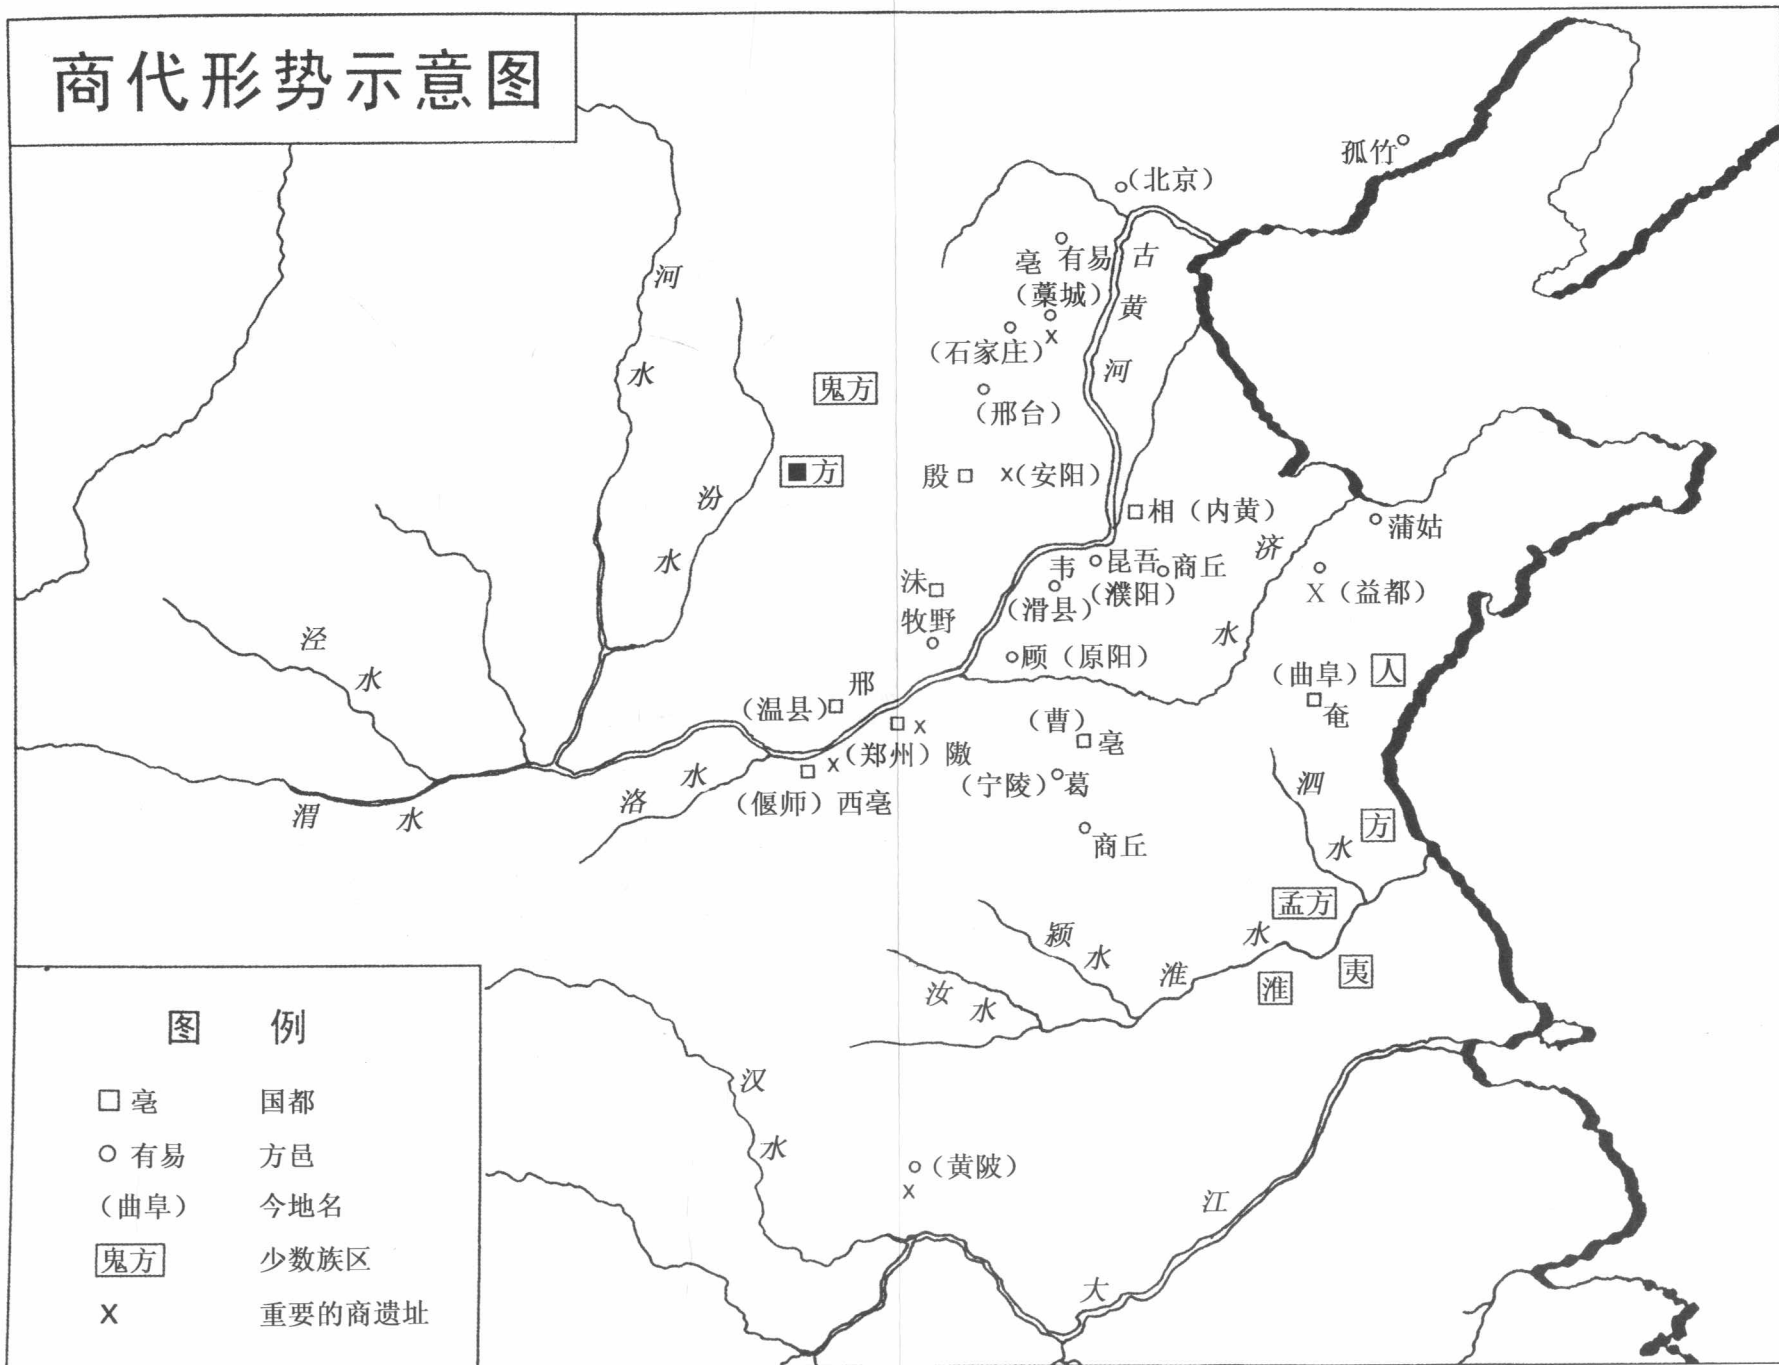 商代形势示意图
孤竹
（北京）
有易
亳
（藁城）
x
古
黄
河
（石家庄）
（邢台）
河
水
鬼方
■方
汾
水
殷
x（安阳）
相（内黄）
蒲姑
济
水
昆吾
商丘
（濮阳）
韦
（滑县）
沬
牧野
X（益都）
顾（原阳）
（曲阜）
奄
人
方
泾
水
邢
（温县）
x
（郑州）隞
x
（偃师）西亳
洛
水
（曹）
亳
（宁陵）葛
商丘
渭
水
泗
水
孟方
颍
水
汝
水
淮
水
淮
夷
汉
水
（黄陂）
x
大
江
图 例
亳 国都
有易 方邑
（曲阜） 今地名
鬼方 少数族区
x 重要的商遗址